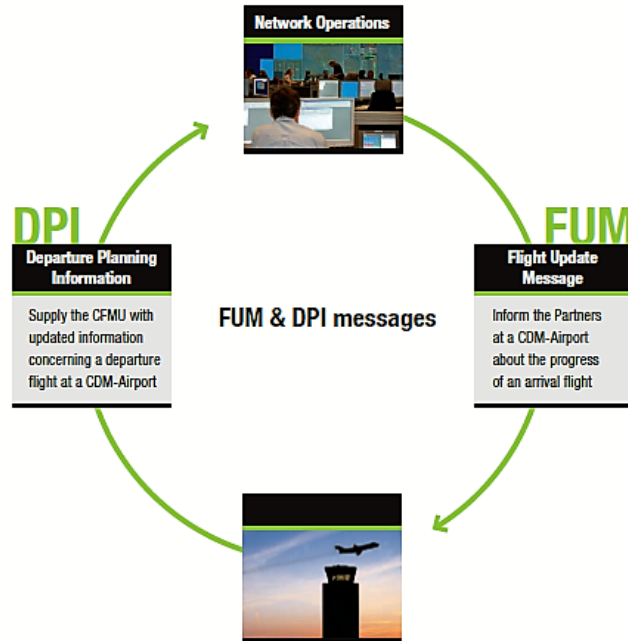 Network Operations
DPI
FUM
Departure Planning
Information
Supply the CFMU with
updated information
concerning a departure
flight at a CDM-Airport
FUM & DPI messages
Flight Update
Message
Inform the Partners
at a CDM-Airport
about the progress
of an arrival flight